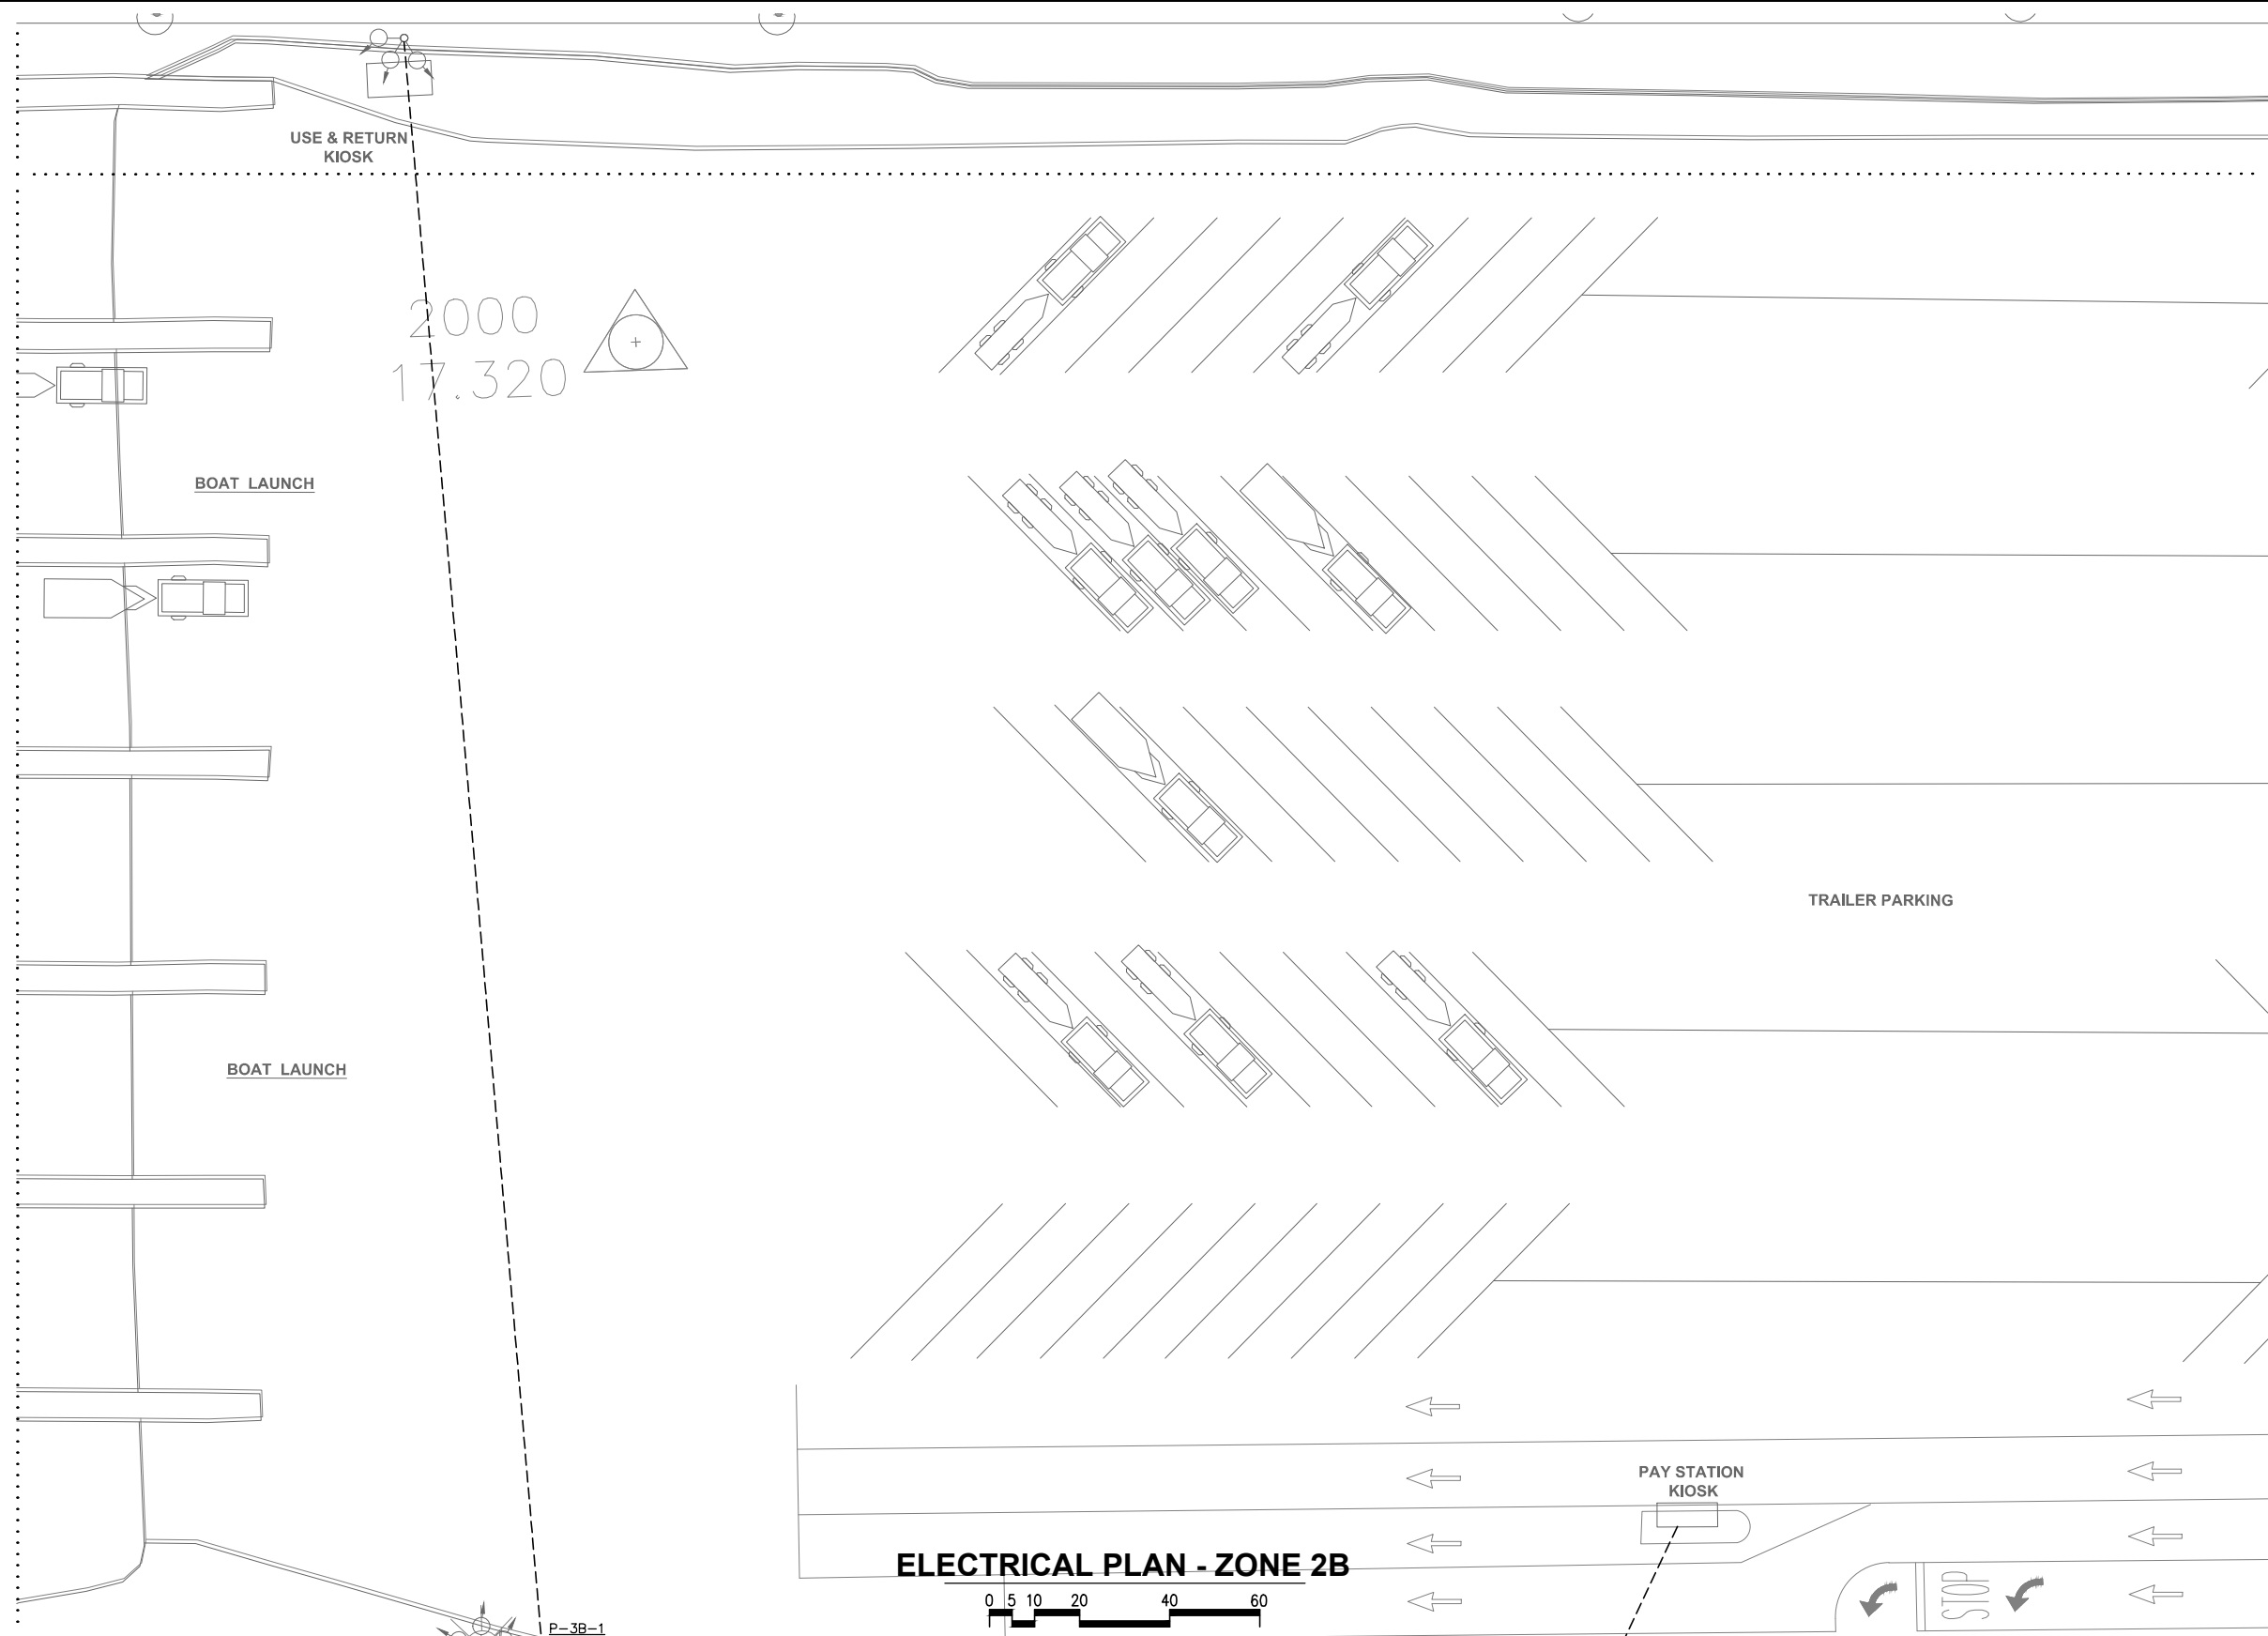 USE & RETURN
KIOSK
2000
17.320
BOAT LAUNCH
TRAILER PARKING
BOAT LAUNCH
PAY STATION
KIOSK
ELECTRICAL PLAN - ZONE 2B
STOP
0 5 10 20 40 60
P-3B-1